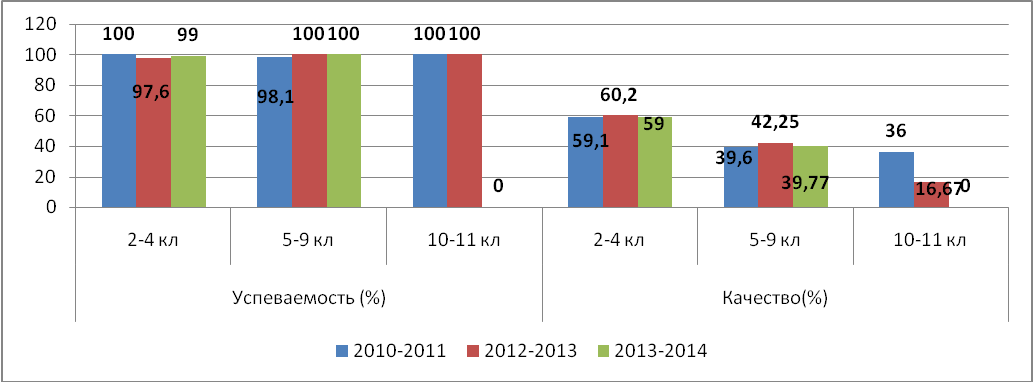 120
100
80
60
40
20
0
100 97,6 99
98,1 100 100
100 100 0
59,1 60,2 59
39,6 42,25 39,77
36 16,67 0
2-4 кл 5-9 кл 10-11 кл 2-4 кл 5-9 кл 10-11 кл
Успеваемость (%) Качество(%)
2010-2011 2012-2013 2013-2014